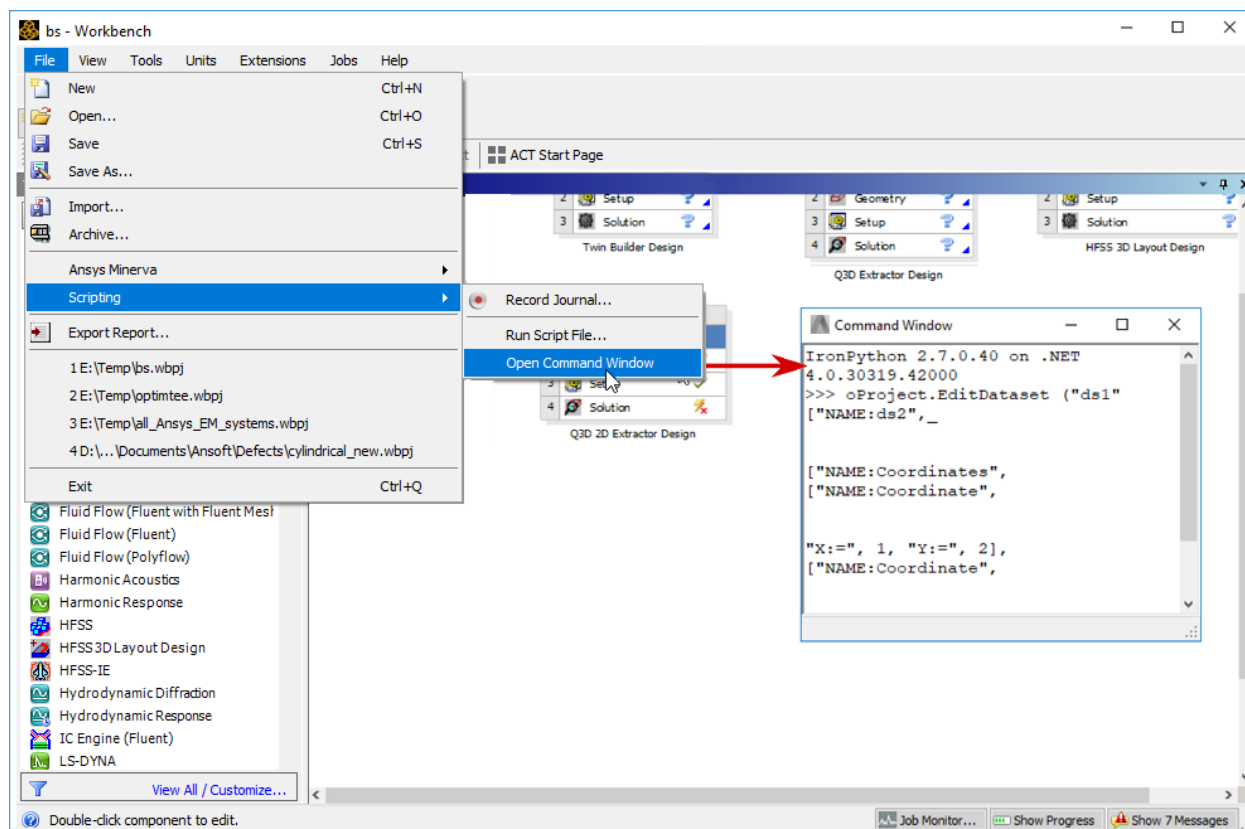 bs - Workbench
File View Tools Units Extensions Jobs Help
New Ctrl+N
Open... Ctrl+O
Save Ctrl+S
Save As...
Import...
Archive...
Ansys Minerva
Scripting
Export Report...
1 E:\Temp\bs.wbpj
2 E:\Temp\optimtee.wbpj
3 E:\Temp\all_Ansys_EM_systems.wbpj
4 D:\...\Documents\Ansoft\Defects\cylindrical_new.wbpj
Exit Ctrl+Q
Record Journal...
Run Script File...
Open Command Window
ACT Start Page
2 Setup
3 Solution
Twin Builder Design
2 Geometry
3 Setup
4 Solution
Q3D Extractor Design
2 Setup
3 Solution
HFSS 3D Layout Design
3
4 Solution
Q3D 2D Extractor Design
Command Window
IronPython 2.7.0.40 on .NET
4.0.30319.42000
>>> oProject.EditDataset ("ds1"
["NAME:ds2",_
["NAME:Coordinates",
["NAME:Coordinate",
"X:=", 1, "Y:=", 2],
["NAME:Coordinate",
Fluid Flow (Fluent with Fluent Mesh
Fluid Flow (Fluent)
Fluid Flow (Polyflow)
Harmonic Acoustics
Harmonic Response
HFSS
HFSS 3D Layout Design
HFSS-IE
Hydrodynamic Diffraction
Hydrodynamic Response
IC Engine (Fluent)
LS-DYNA
View All / Customize...
Double-click component to edit.
Job Monitor... Show Progress Show 7 Messages